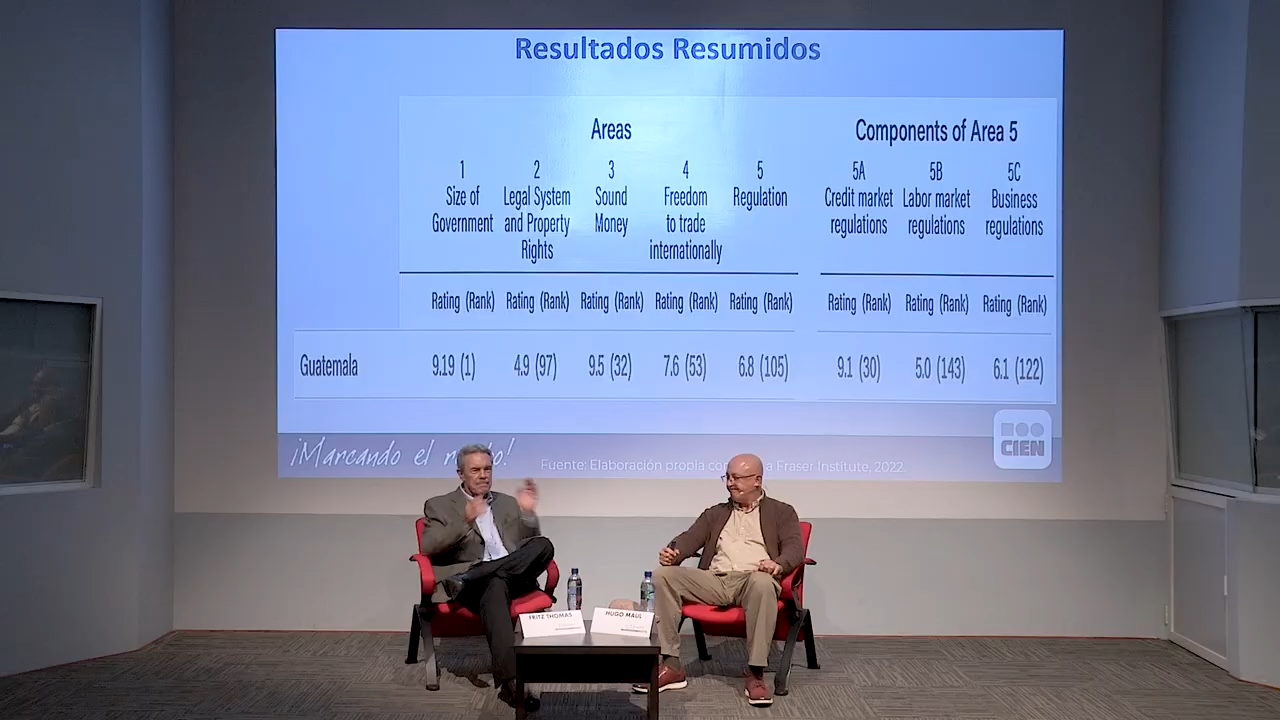 Resultados Resumidos
Areas
Components of Area 5
1 2 3 4 5 5A 5B 5C
Size of Government
Legal System and Property Rights
Sound Money
Freedom to trade internationally
Regulation
Credit market regulations
Labor market regulations
Business regulations
Rating (Rank) Rating (Rank) Rating (Rank) Rating (Rank) Rating (Rank) Rating (Rank) Rating (Rank) Rating (Rank)
Guatemala 9.19 (1) 4.9 (97) 9.5 (32) 7.6 (53) 6.8 (105) 9.1 (30) 5.0 (143) 6.1 (122)
¡Marcando el
CIEN
Fuente: Elaboración propia con a Fraser Institute, 2022.
FRITZ THOMAS
HUGO MAUL